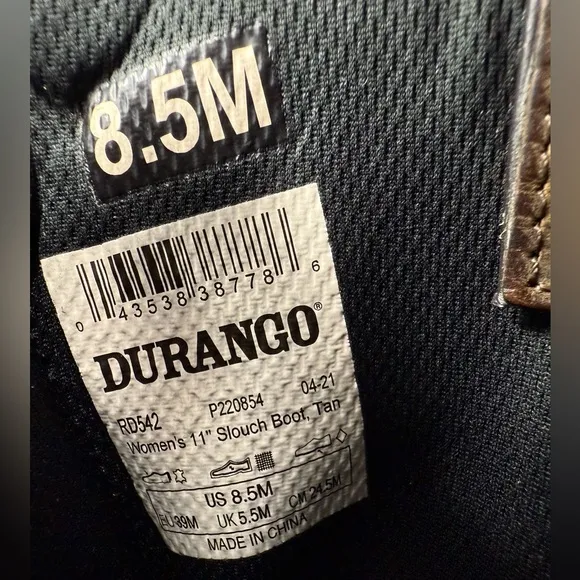 8.5M
0 43538 38778 6
DURANGO®
RD542 P220854 04-21
Women's 11" Slouch Boot, Tan
US 8.5M
EU 39M UK 5.5M CM 24.5M
MADE IN CHINA